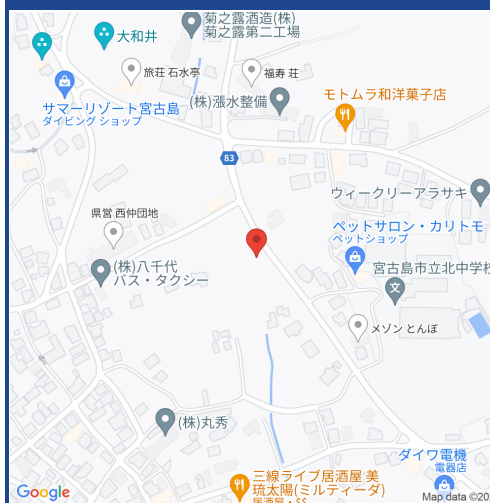 菊之露酒造(株)
菊之露第二工場
大和井
旅荘 石水亭
福寿 荘
サマーリゾート宮古島
ダイビング ショップ
(株)漲水整備
モトムラ和洋菓子店
83
ウィークリーアラサキ
県営 西仲団地
ペットサロン・カリトモ
ペットショップ
(株)八千代
バス・タクシー
宮古島市立北中学校
文
メゾン とんぼ
(株)丸秀
ダイワ電機
電器店
三線ライブ居酒屋 美
琉太陽(ミルティーダ)
居酒屋・$$
Google
Map data ©20